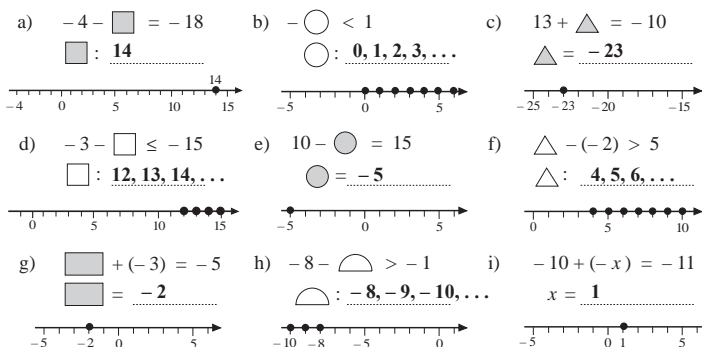 a) – 4 – = – 18
: 14
14
– 4 0 5 10 15
b) – < 1
: 0, 1, 2, 3, . . .
– 5 0 5
c) 13 + = – 10
= – 23
– 25 – 23 – 20 – 15
d) – 3 – ≤ – 15
: 12, 13, 14, . . .
0 5 10 15
e) 10 – = 15
= – 5
– 5 0 5
f) – (– 2) > 5
: 4, 5, 6, . . .
0 5 10
g) + (– 3) = – 5
= – 2
– 5 – 2 0 5
h) – 8 – > – 1
: – 8, – 9, – 10, . . .
– 10 – 8 – 5 0
i) – 10 + (– x) = – 11
x = 1
– 5 0 1 5